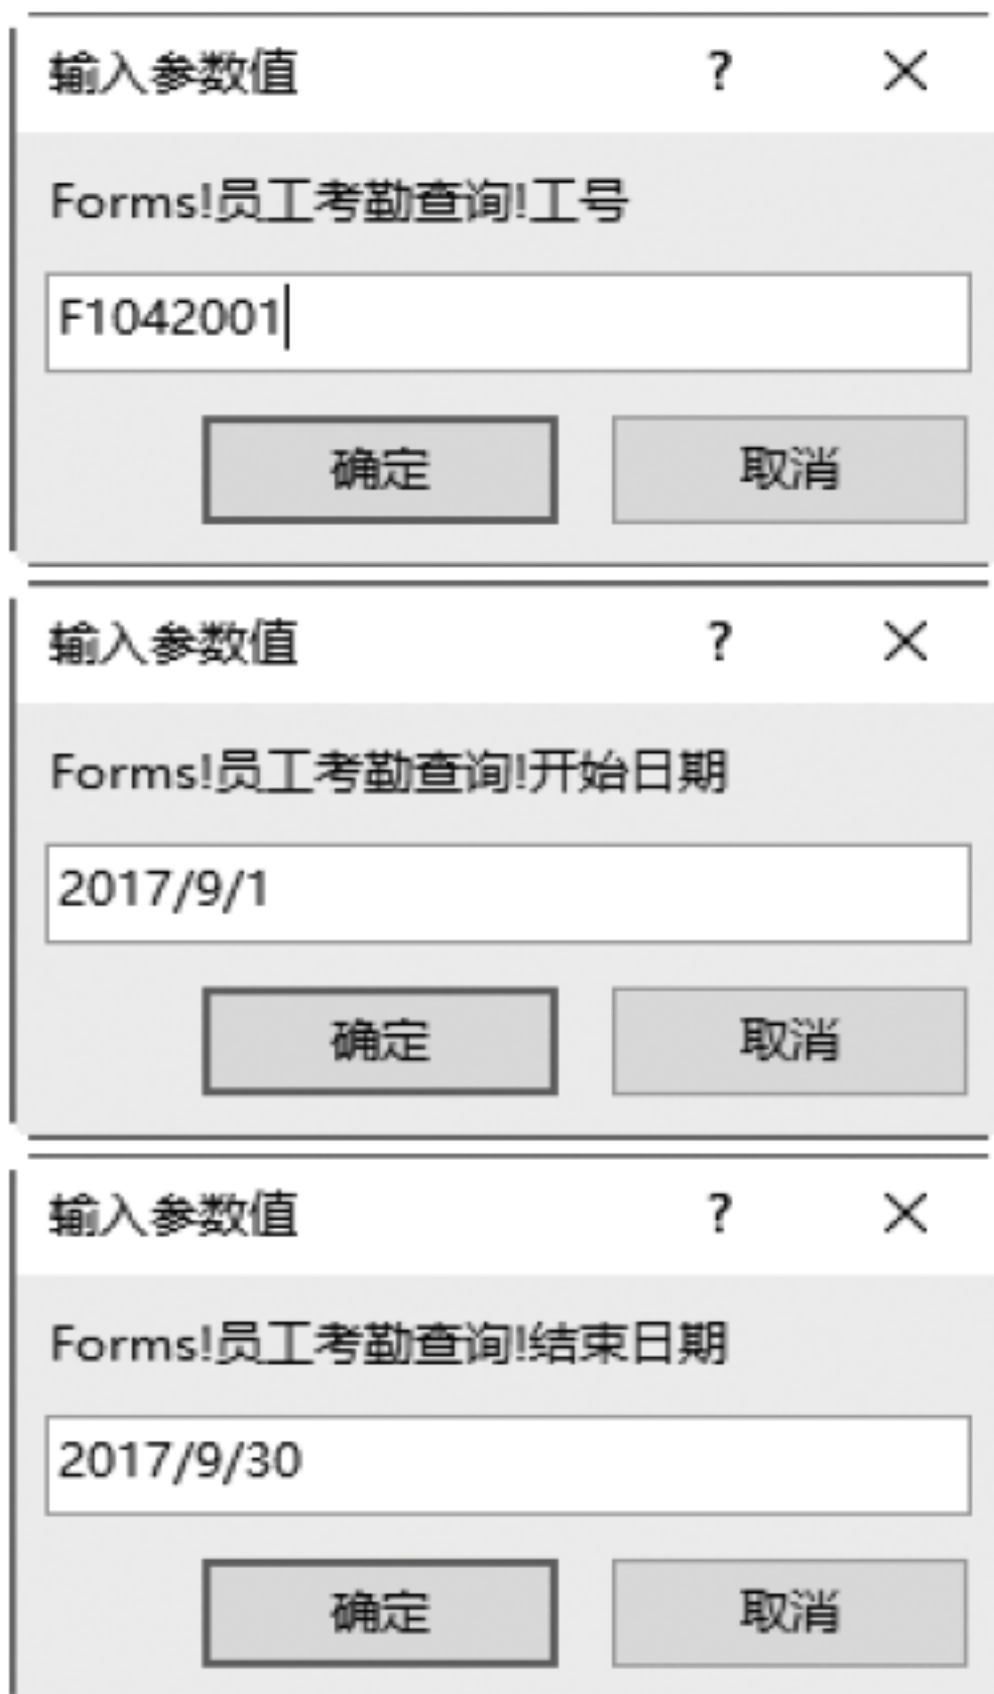 输入参数值 ? ×
Forms!员工考勤查询!工号
F1042001
确定 取消
输入参数值 ? ×
Forms!员工考勤查询!开始日期
2017/9/1
确定 取消
输入参数值 ? ×
Forms!员工考勤查询!结束日期
2017/9/30
确定 取消